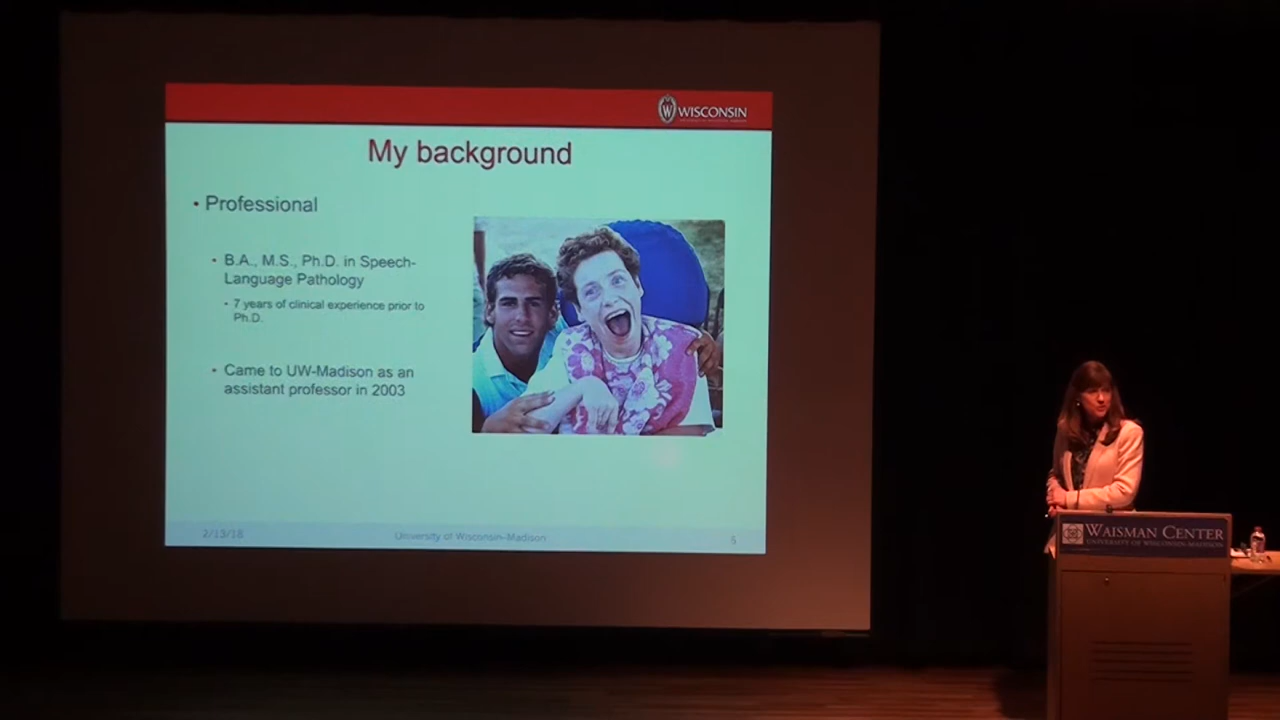 WISCONSIN
My background
• Professional
• B.A., M.S., Ph.D. in Speech-
Language Pathology
• 7 years of clinical experience prior to
Ph.D.
• Came to UW-Madison as an
assistant professor in 2003
2/13/18
University of Wisconsin-Madison
5
WAISMAN CENTER
UNIVERSITY OF WISCONSIN-MADISON